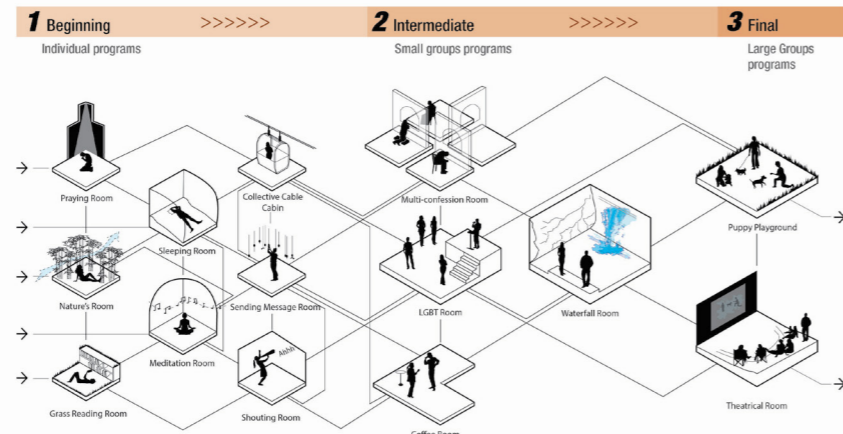 1 Beginning >>>>>> 2 Intermediate >>>>>> 3 Final
Individual programs
Small groups programs
Large Groups
programs
Praying Room
Collective Cable
Cabin
Multi-confession Room
Puppy Playground
Sleeping Room
Nature's Room
Sending Message Room
LGBT Room
Waterfall Room
Meditation Room
Ahhh
Grass Reading Room
Shouting Room
Theatrical Room
Coffee Room